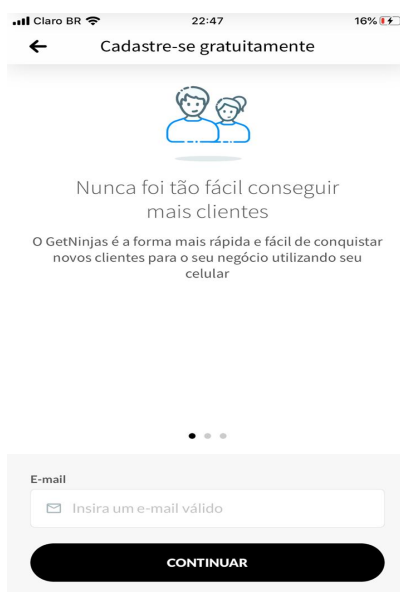 Claro BR 22:47 16%
Cadastre-se gratuitamente
Nunca foi tão fácil conseguir
mais clientes
O GetNinjas é a forma mais rápida e fácil de conquistar
novos clientes para o seu negócio utilizando seu
celular
E-mail
Insira um e-mail válido
CONTINUAR